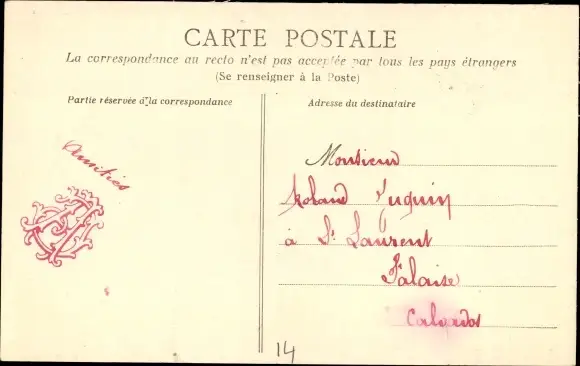 CARTE POSTALE
La correspondance au recto n'est pas acceptée par tous les pays étrangers
(Se renseigner à la Poste)
Partie réservée à la correspondance
Adresse du destinataire
Amitiés
Monsieur
Roland
à St Laurent
Falaise
Calvados
14